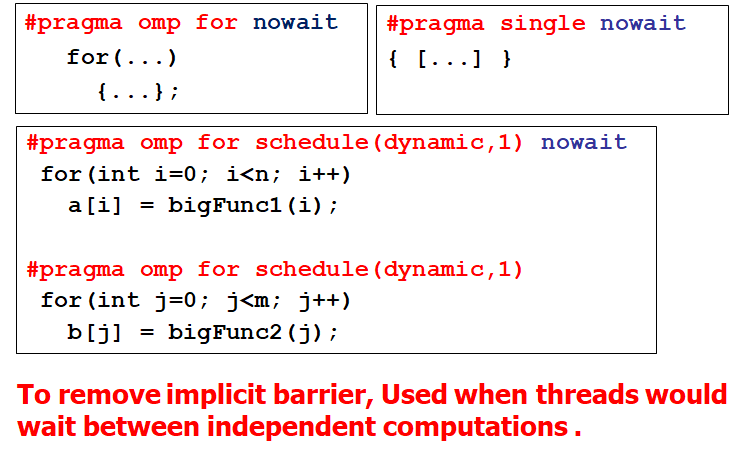 #pragma omp for nowait
for(...)
{...};
#pragma single nowait
{ [...] }
#pragma omp for schedule(dynamic,1) nowait
for(int i=0; i<n; i++)
a[i] = bigFunc1(i);
#pragma omp for schedule(dynamic,1)
for(int j=0; j<m; j++)
b[j] = bigFunc2(j);
To remove implicit barrier, Used when threads would
wait between independent computations .